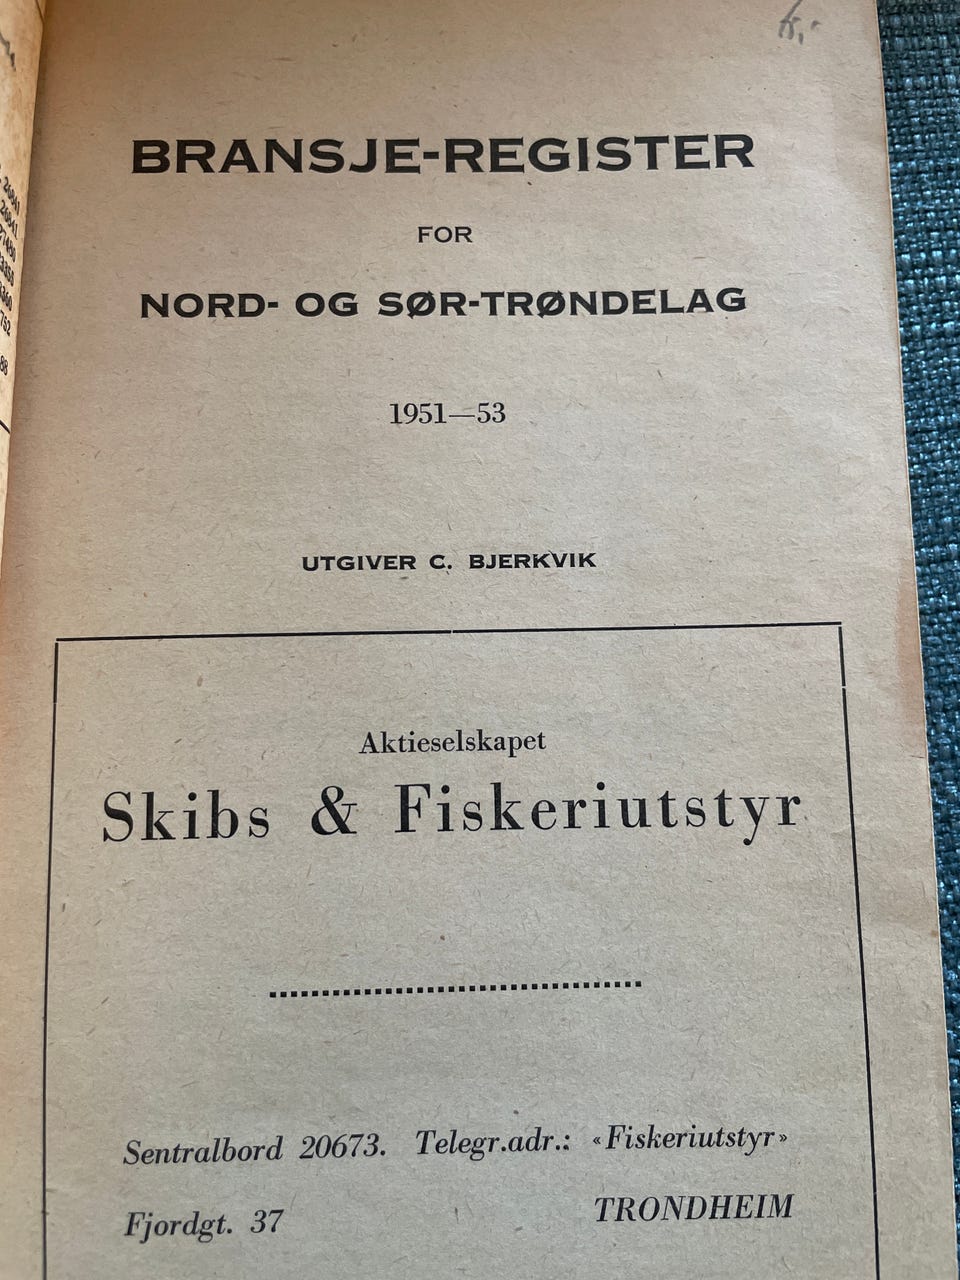 BRANSJE-REGISTER
FOR
NORD- OG SØR-TRØNDELAG
1951—53
UTGIVER C. BJERKVIK
Aktieselskapet
Skibs & Fiskeriutstyr
Sentralbord 20673. Telegr.adr.: «Fiskeriutstyr»
Fjordgt. 37 TRONDHEIM